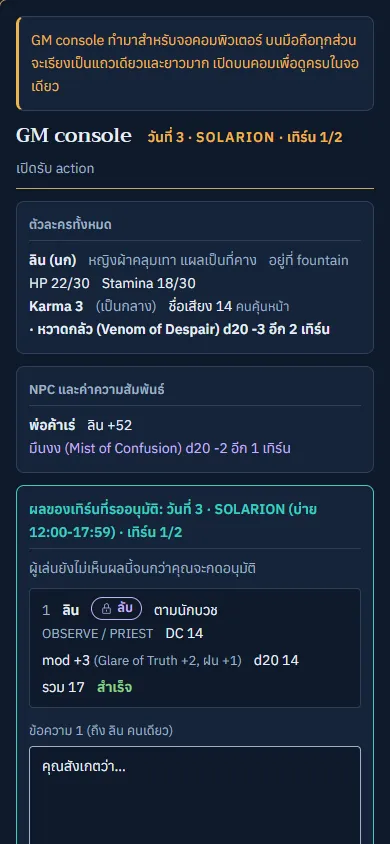 GM console ทำมาสำหรับจอคอมพิวเตอร์ บนมือถือทุกส่วน
จะเรียงเป็นแถวเดียวและยาวมาก เปิดบนคอมเพื่อดูครบในจอ
เดียว
GM console วันที่ 3 · SOLARION · เทิร์น 1/2
เปิดรับ action
ตัวละครทั้งหมด
ลิน (นก) หญิงผ้าคลุมเทา แผลเป็นที่คาง อยู่ที่ fountain
HP 22/30 Stamina 18/30
Karma 3 (เป็นกลาง) ชื่อเสียง 14 คนคุ้นหน้า
· หวาดกลัว (Venom of Despair) d20 -3 อีก 2 เทิร์น
NPC และค่าความสัมพันธ์
พ่อค้าเร่ ลิน +52
มึนงง (Mist of Confusion) d20 -2 อีก 1 เทิร์น
ผลของเทิร์นที่รออนุมัติ: วันที่ 3 · SOLARION (บ่าย
12:00-17:59) · เทิร์น 1/2
ผู้เล่นยังไม่เห็นผลนี้จนกว่าคุณจะกดอนุมัติ
1 ลิน ลับ ตามนักบวช
OBSERVE / PRIEST DC 14
mod +3 (Glare of Truth +2, ฝน +1) d20 14
รวม 17 สำเร็จ
ข้อความ 1 (ถึง ลิน คนเดียว)
คุณสังเกตว่า...